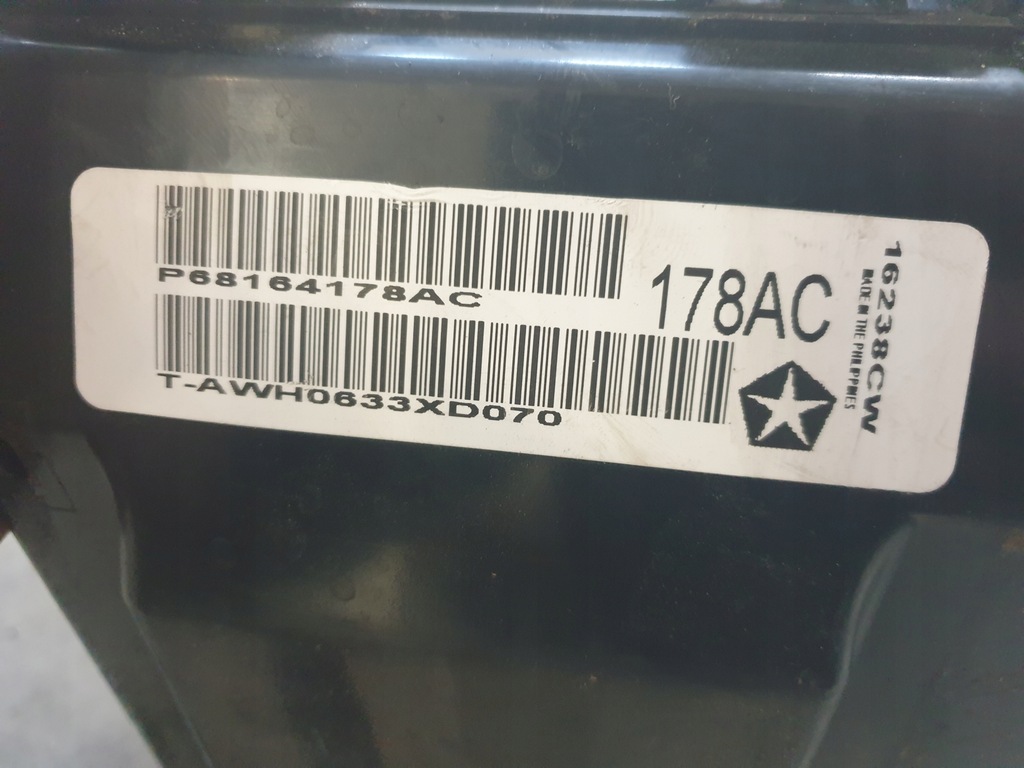 P68164178AC
T-AWH0633XD070
178AC
16238CW
MADE IN THE PHILIPPINES